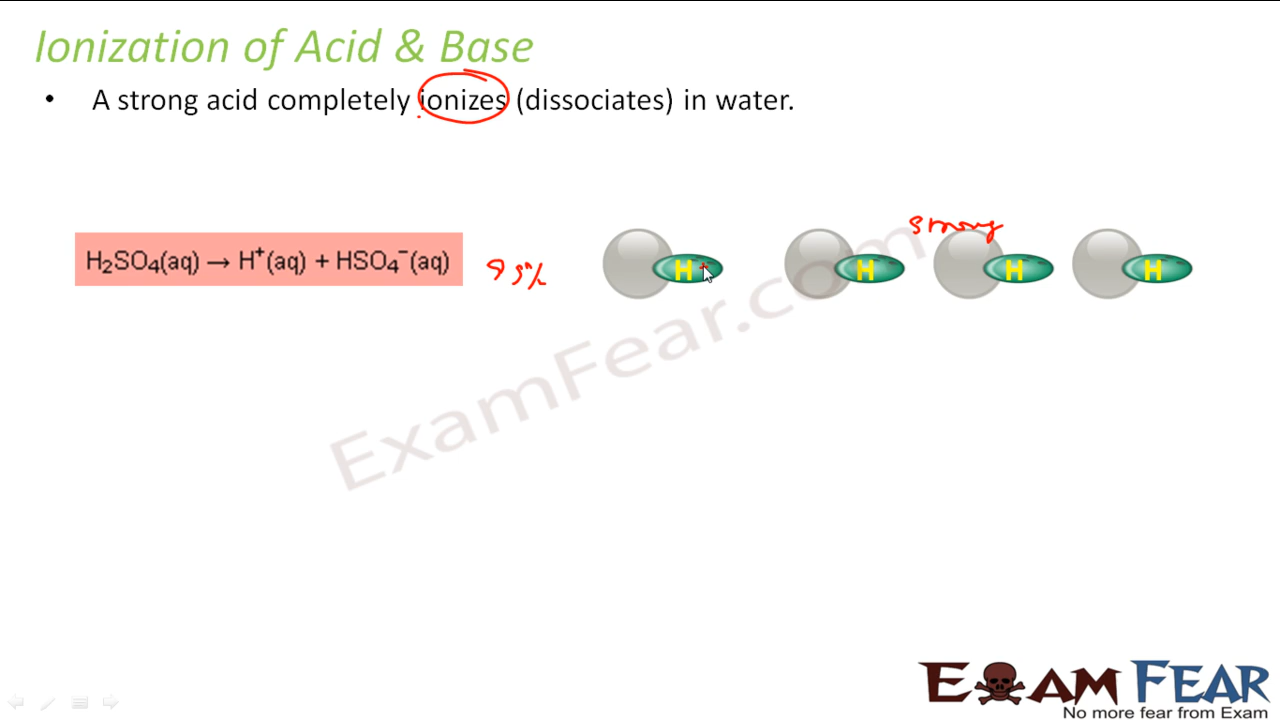 Ionization of Acid & Base
• A strong acid completely ionizes (dissociates) in water.
strong
H₂SO₄(aq) → H⁺(aq) + HSO₄⁻(aq)
H⁺ H H H
ExamFear.com
EXAM FEAR
No more fear from Exam